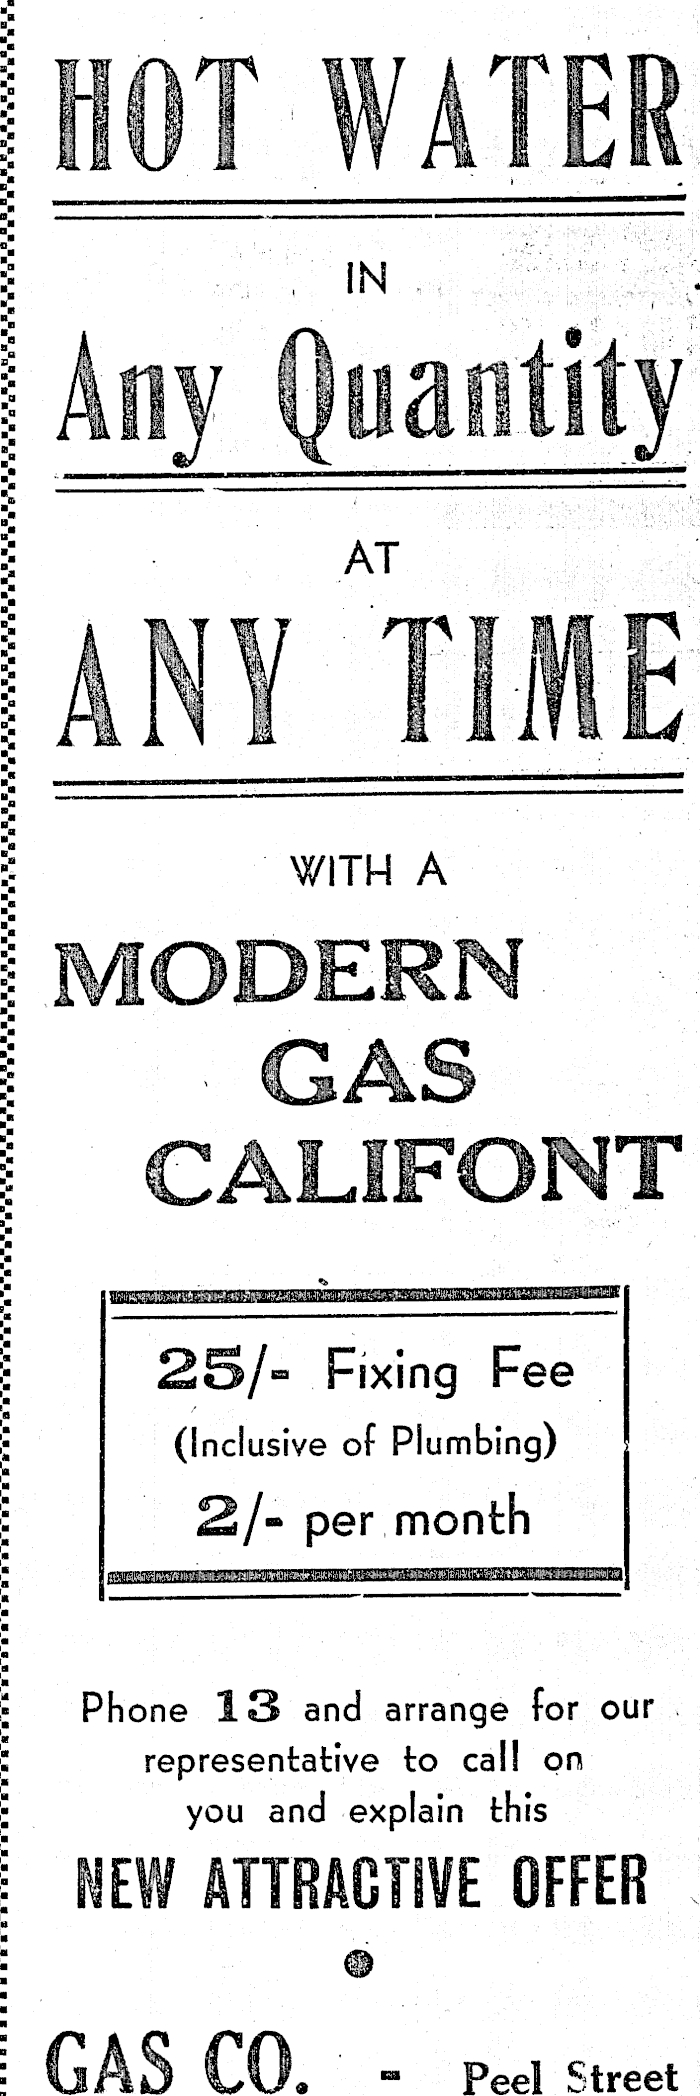 HOT WATER
IN
Any Quantity
AT
ANY TIME
WITH A
MODERN
GAS
CALIFONT
25/- Fixing Fee
(Inclusive of Plumbing)
2/- per month
Phone 13 and arrange for our
representative to call on
you and explain this
NEW ATTRACTIVE OFFER
GAS CO. - Peel Street